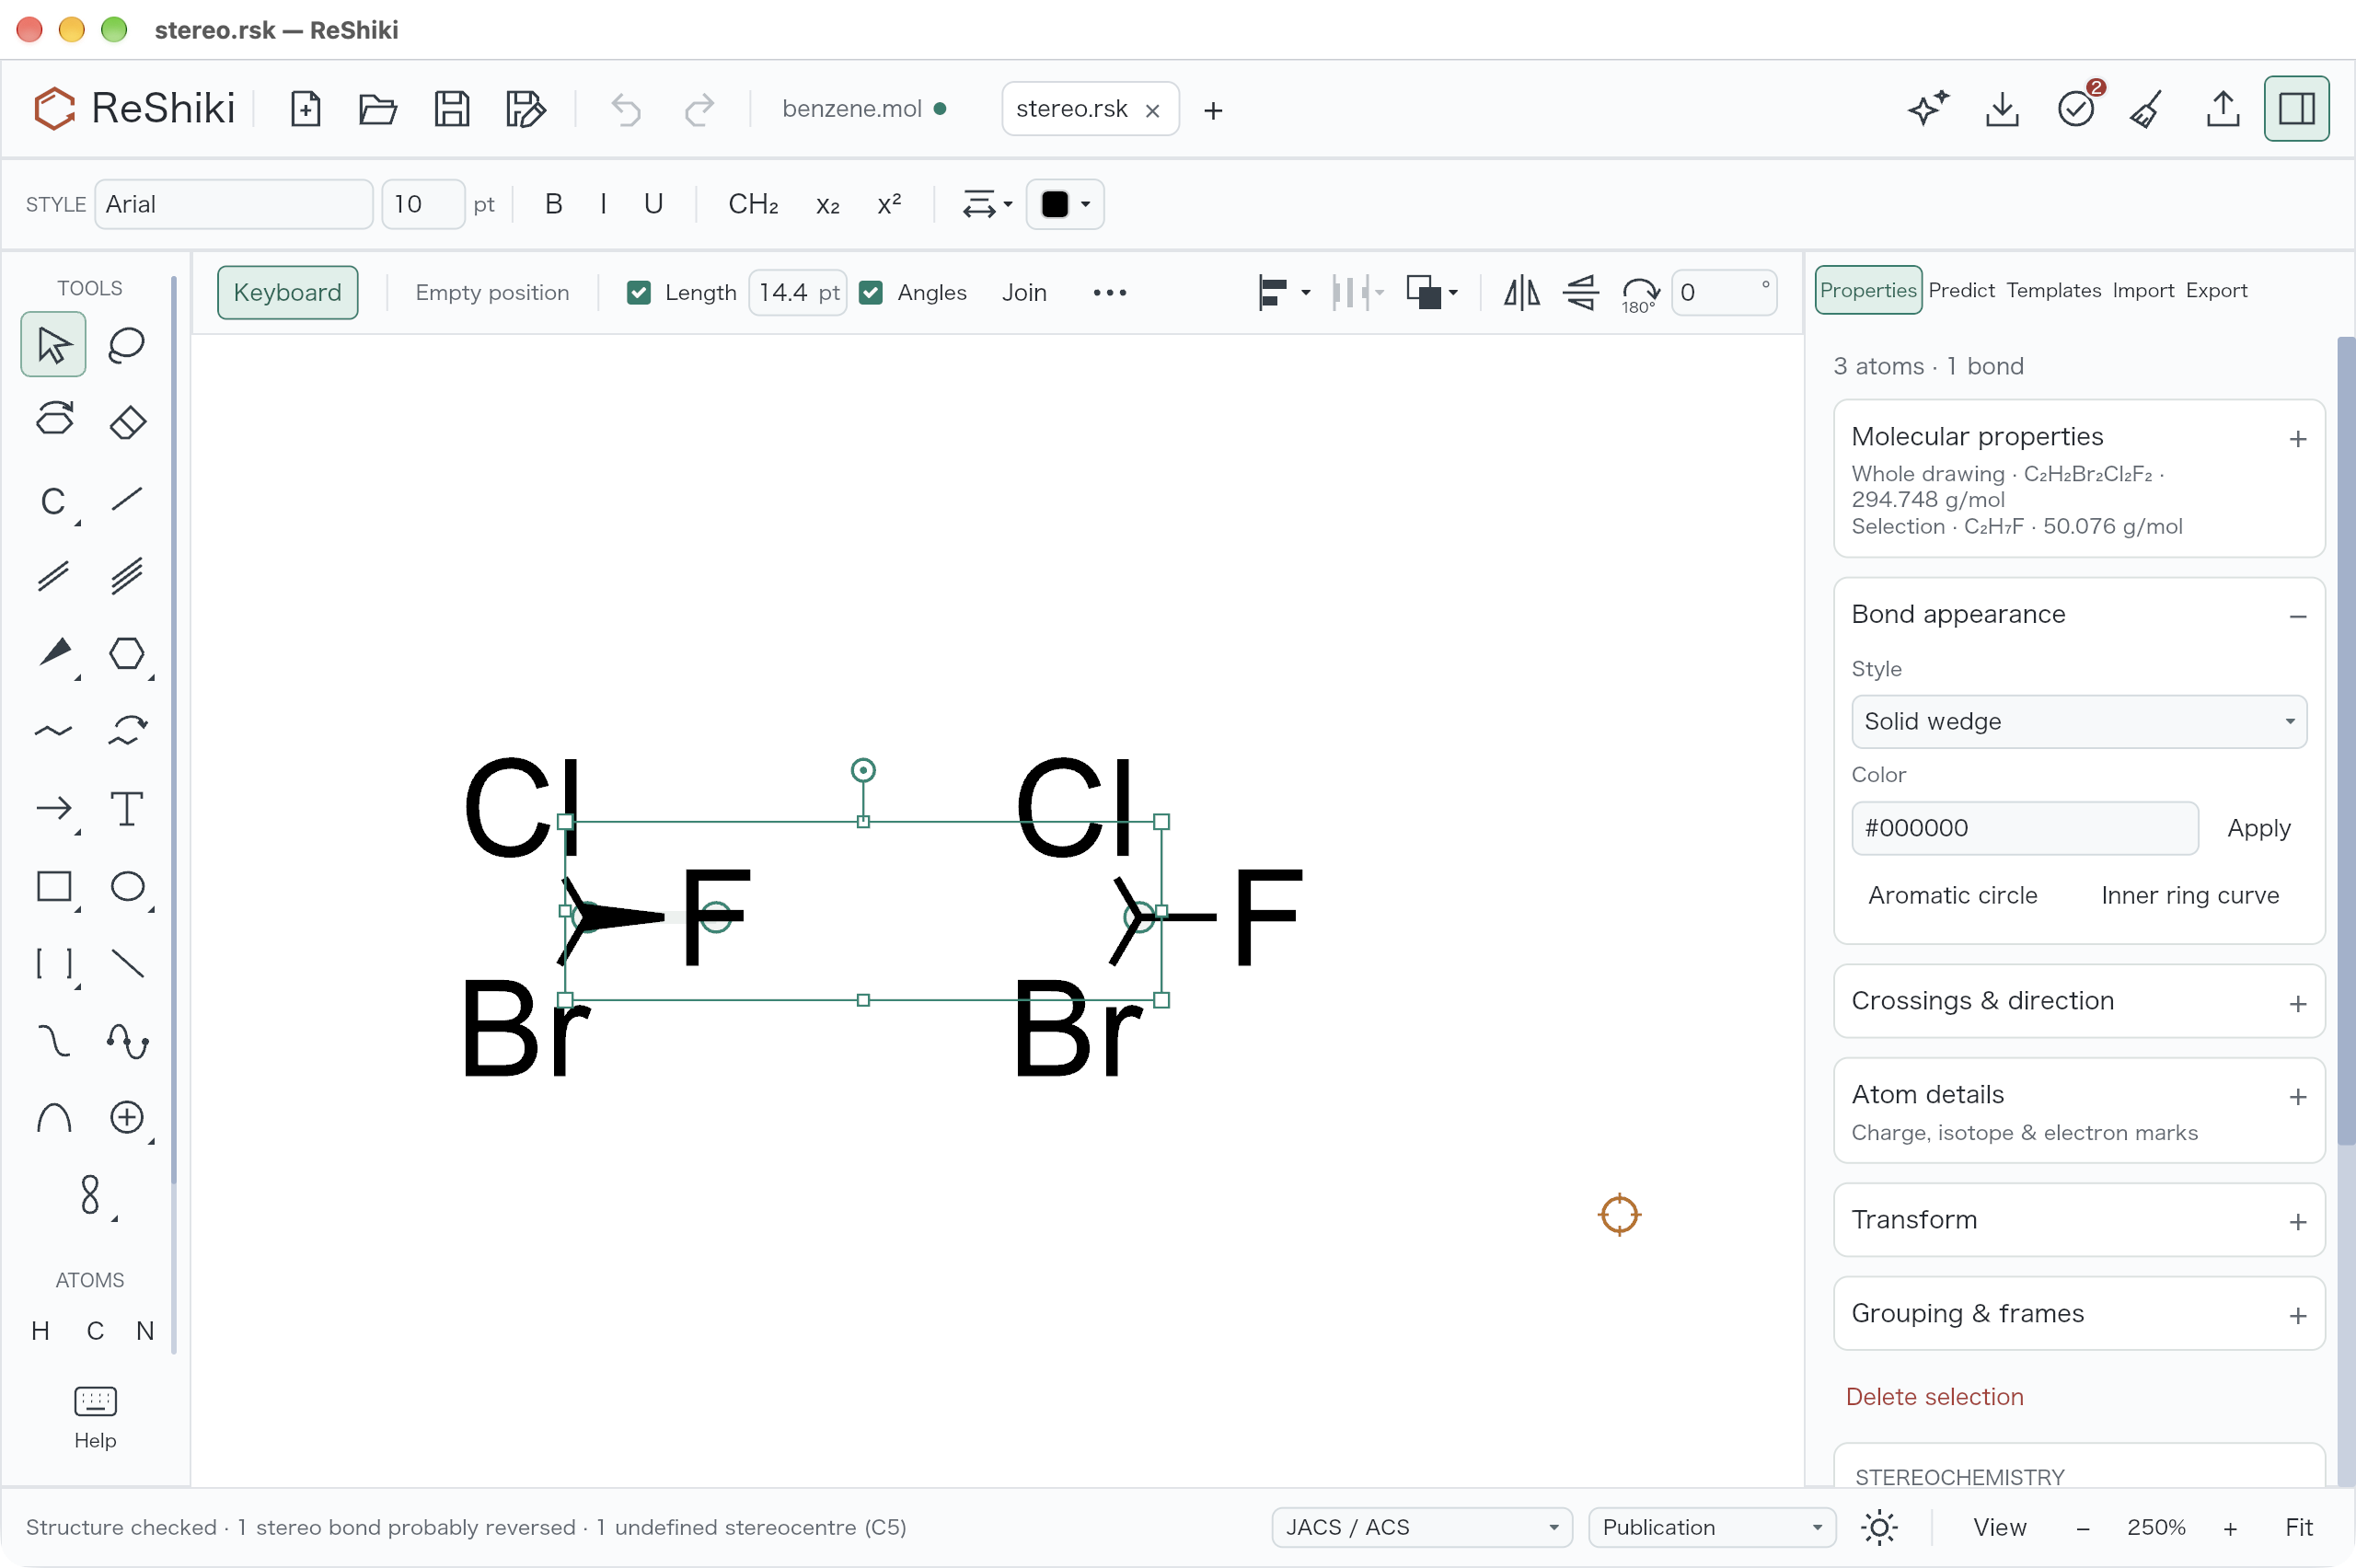 stereo.rsk — ReShiki
ReShiki
benzene.mol
stereo.rsk ×
+
2
STYLE Arial 10 pt B I U CH₂ x₂ x²
TOOLS
Keyboard Empty position Length 14.4 pt Angles Join ••• 180° 0 °
Properties Predict Templates Import Export
3 atoms · 1 bond
Molecular properties +
Whole drawing · C₂H₂Br₂Cl₂F₂ ·
294.748 g/mol
Selection · C₂H₇F · 50.076 g/mol
Bond appearance −
Style
Solid wedge
Color
#000000 Apply
Aromatic circle Inner ring curve
Crossings & direction +
Atom details +
Charge, isotope & electron marks
Transform +
Grouping & frames +
Delete selection
STEREOCHEMISTRY
C
T
[ ]
ATOMS
H C N
Help
Cl Cl
F F
Br Br
Structure checked · 1 stereo bond probably reversed · 1 undefined stereocentre (C5)
JACS / ACS Publication View − 250% + Fit